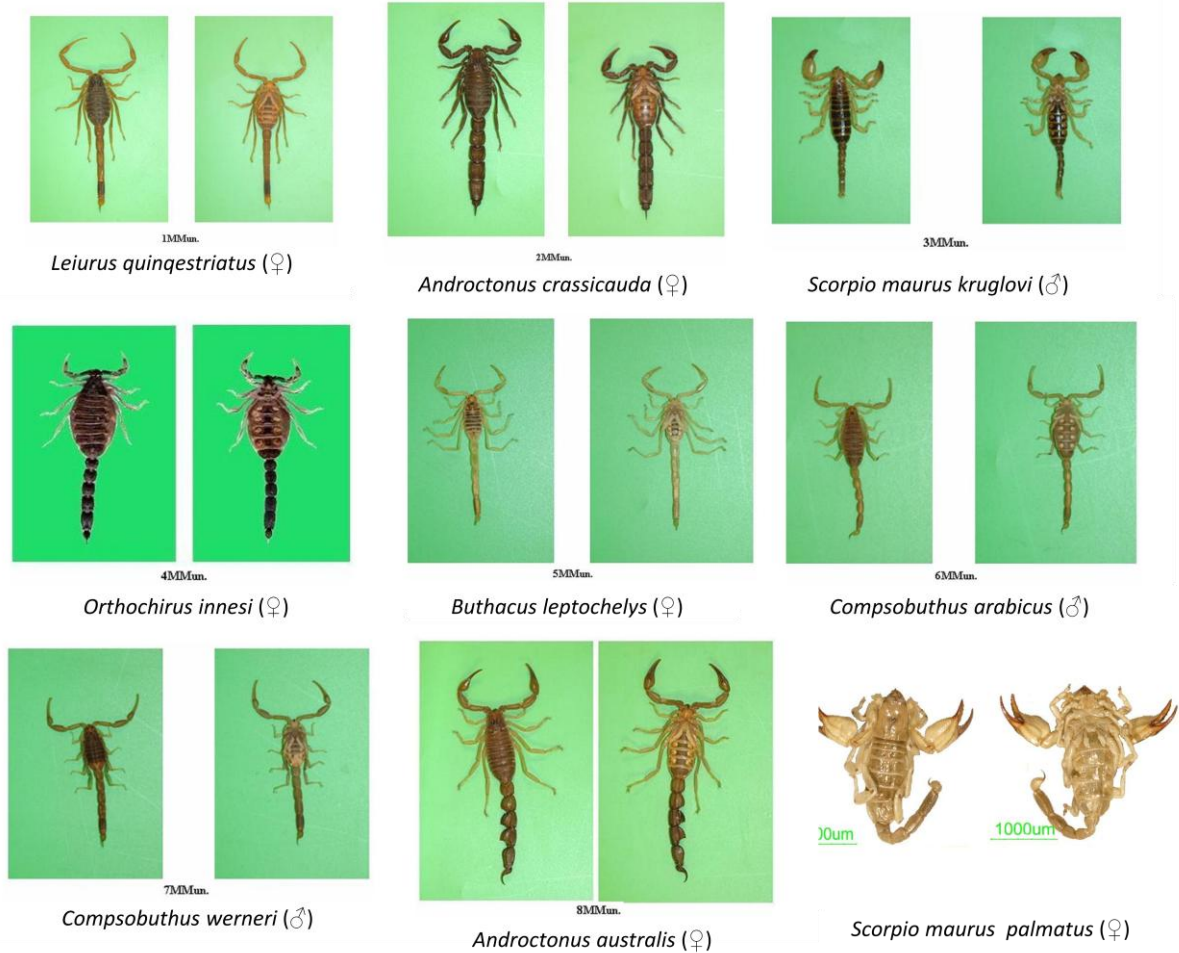 1MMun.
Leiurus quinqestriatus (♀)
2MMun.
Androctonus crassicauda (♀)
3MMun.
Scorpio maurus kruglovi (♂)
4MMun.
Orthochirus innesi (♀)
5MMun.
Buthacus leptochelys (♀)
6MMun.
Compsobuthus arabicus (♂)
7MMun.
Compsobuthus werneri (♂)
8MMun.
Androctonus australis (♀)
00um
1000um
Scorpio maurus palmatus (♀)